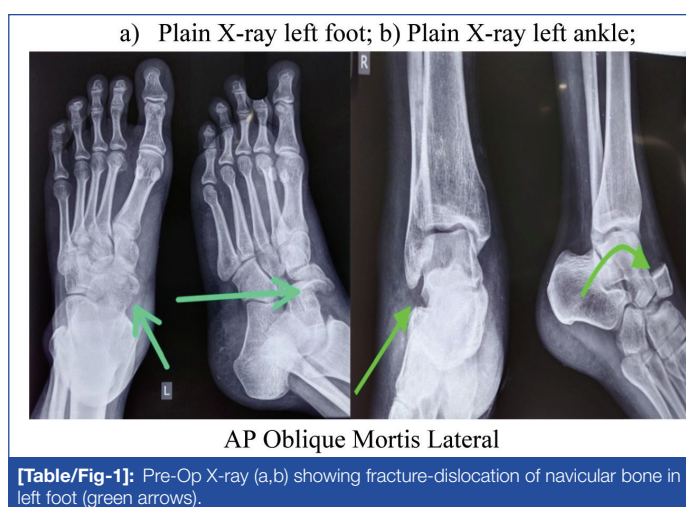 a) Plain X-ray left foot; b) Plain X-ray left ankle;
R
L
AP Oblique Mortis Lateral
[Table/Fig-1]: Pre-Op X-ray (a,b) showing fracture-dislocation of navicular bone in
left foot (green arrows).